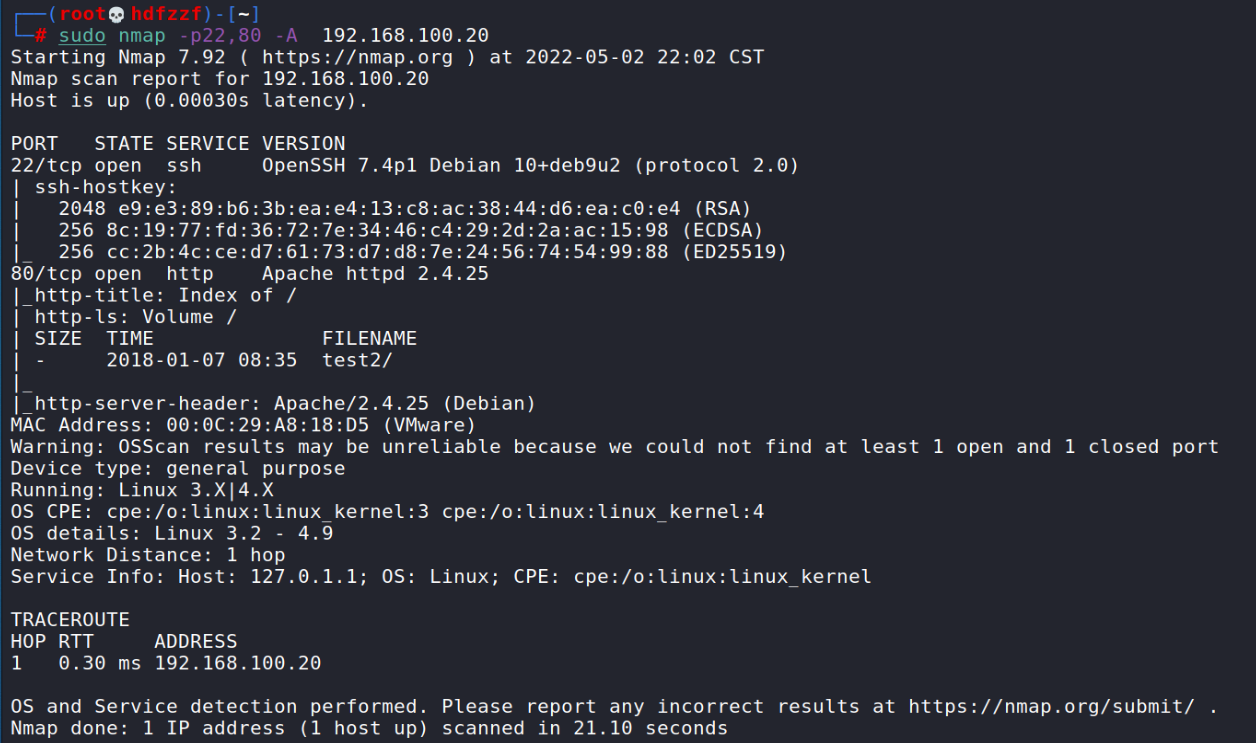 ┌──(root💀hdfzzf)-[~]
└─# sudo nmap -p22,80 -A  192.168.100.20
Starting Nmap 7.92 ( https://nmap.org ) at 2022-05-02 22:02 CST
Nmap scan report for 192.168.100.20
Host is up (0.00030s latency).

PORT   STATE SERVICE VERSION
22/tcp open  ssh     OpenSSH 7.4p1 Debian 10+deb9u2 (protocol 2.0)
| ssh-hostkey:
|   2048 e9:e3:89:b6:3b:ea:e4:13:c8:ac:38:44:d6:ea:c0:e4 (RSA)
|   256 8c:19:77:fd:36:72:7e:34:46:c4:29:2d:2a:ac:15:98 (ECDSA)
|_  256 cc:2b:4c:ce:d7:61:73:d7:d8:7e:24:56:74:54:99:88 (ED25519)
80/tcp open  http    Apache httpd 2.4.25
|_http-title: Index of /
| http-ls: Volume /
| SIZE  TIME              FILENAME
| -     2018-01-07 08:35  test2/
|_
|_http-server-header: Apache/2.4.25 (Debian)
MAC Address: 00:0C:29:A8:18:D5 (VMware)
Warning: OSScan results may be unreliable because we could not find at least 1 open and 1 closed port
Device type: general purpose
Running: Linux 3.X|4.X
OS CPE: cpe:/o:linux:linux_kernel:3 cpe:/o:linux:linux_kernel:4
OS details: Linux 3.2 - 4.9
Network Distance: 1 hop
Service Info: Host: 127.0.1.1; OS: Linux; CPE: cpe:/o:linux:linux_kernel

TRACEROUTE
HOP RTT     ADDRESS
1   0.30 ms 192.168.100.20

OS and Service detection performed. Please report any incorrect results at https://nmap.org/submit/ .
Nmap done: 1 IP address (1 host up) scanned in 21.10 seconds